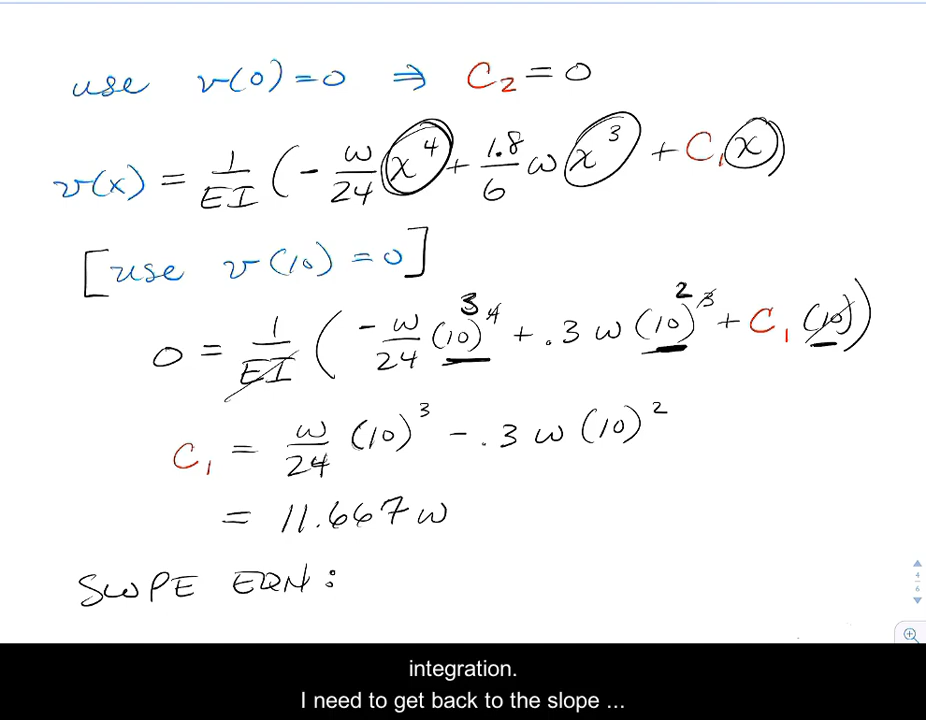 use v(0)=0 ⇒ C₂=0
v(x) = 1/EI (- w/24 x⁴ + 1.8/6 w x³ + C₁ x)
[use v(10)=0]
0 = 1/EI (-w/24 (10)³ ⁴ + .3 w (10)² ³ + C₁ (10))
C₁ = w/24 (10)³ - .3 w (10)²
= 11.667 w
SLOPE EQN:
4
6
integration.
I need to get back to the slope ...